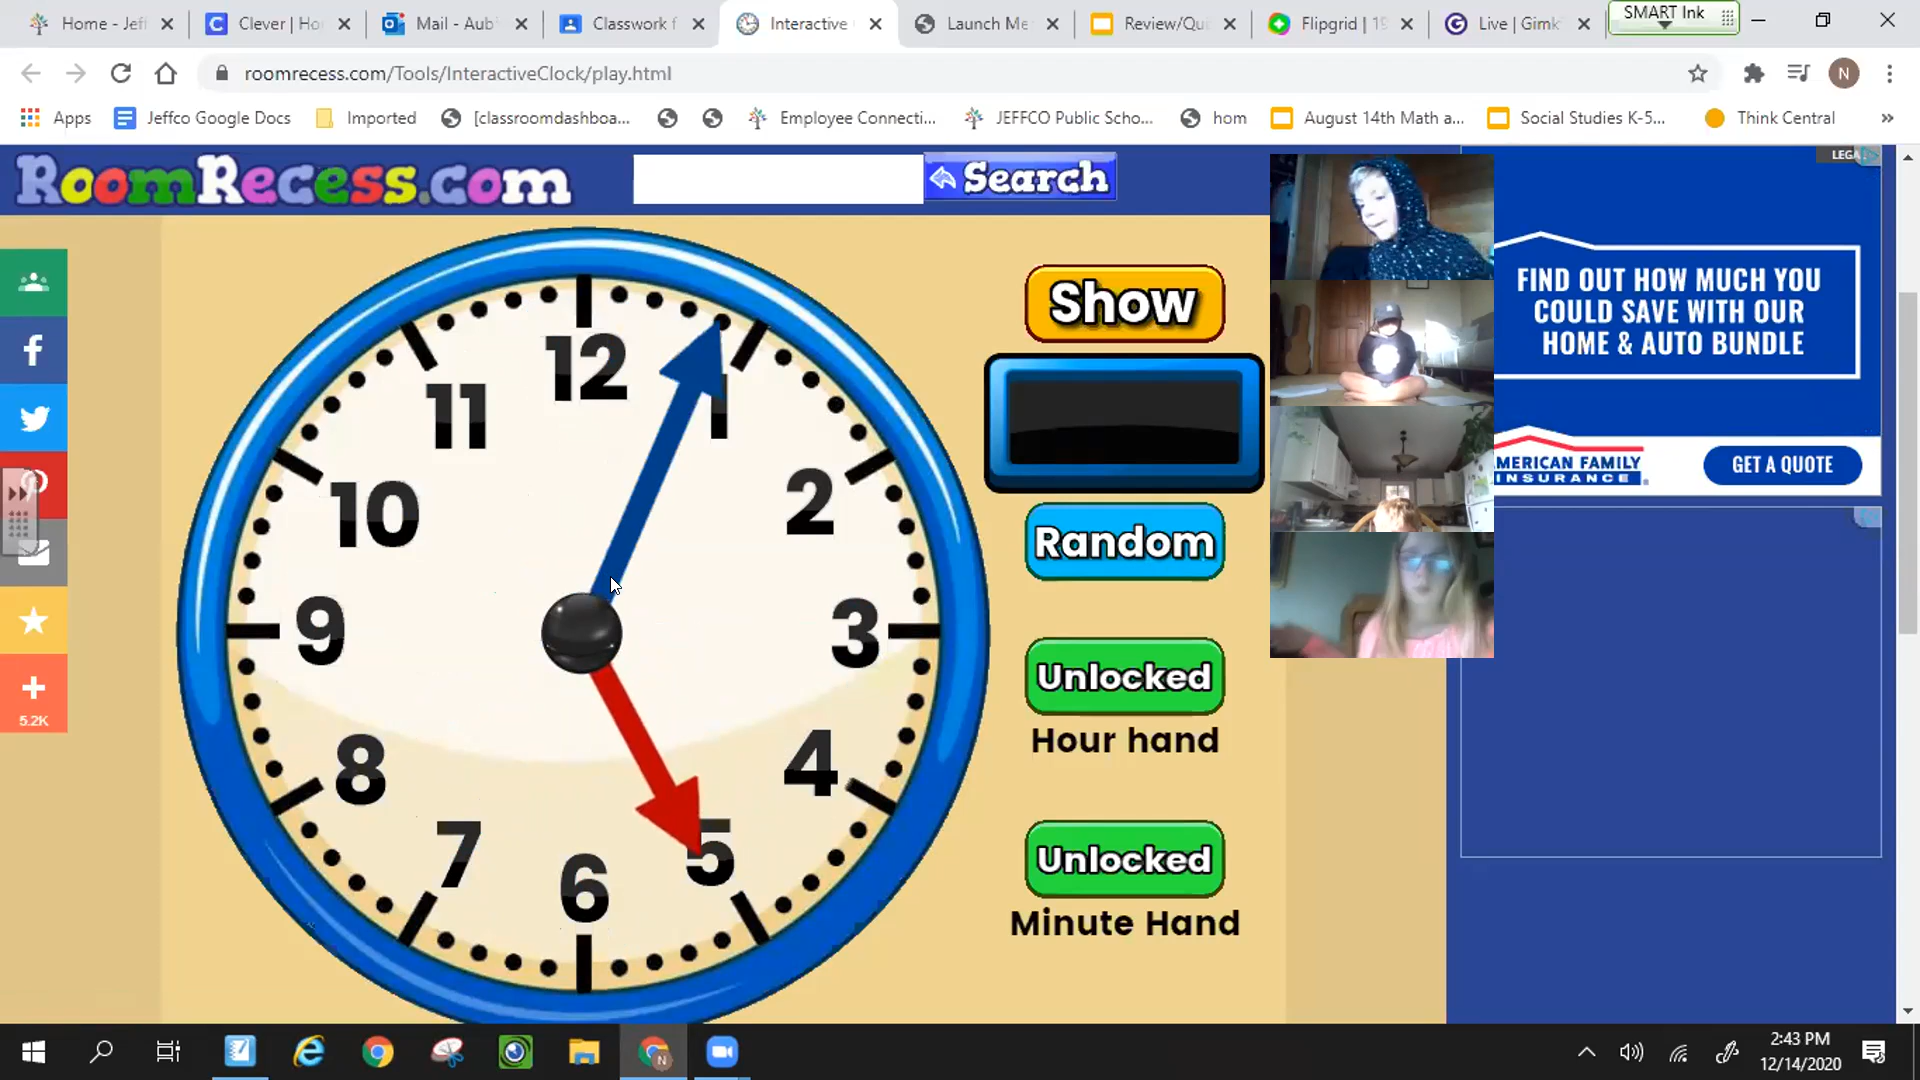 Home - Jeff
Clever | Ho
Mail - Aub
Classwork f
Interactive
Launch Me
Review/Qui
Flipgrid | 19
Live | Gimk
SMART Ink
roomrecess.com/Tools/InteractiveClock/play.html
N
Apps
Jeffco Google Docs
Imported
[classroomdashboa...
Employee Connecti...
JEFFCO Public Scho...
hom
August 14th Math a...
Social Studies K-5...
Think Central
»
RoomRecess.com
Search
LEGA
FIND OUT HOW MUCH YOU
COULD SAVE WITH OUR
HOME & AUTO BUNDLE
MERICAN FAMILY
INSURANCE
GET A QUOTE
5.2K
12
1
2
3
4
5
6
7
8
9
10
11
Show
Random
Unlocked
Hour hand
Unlocked
Minute Hand
N
2:43 PM
12/14/2020